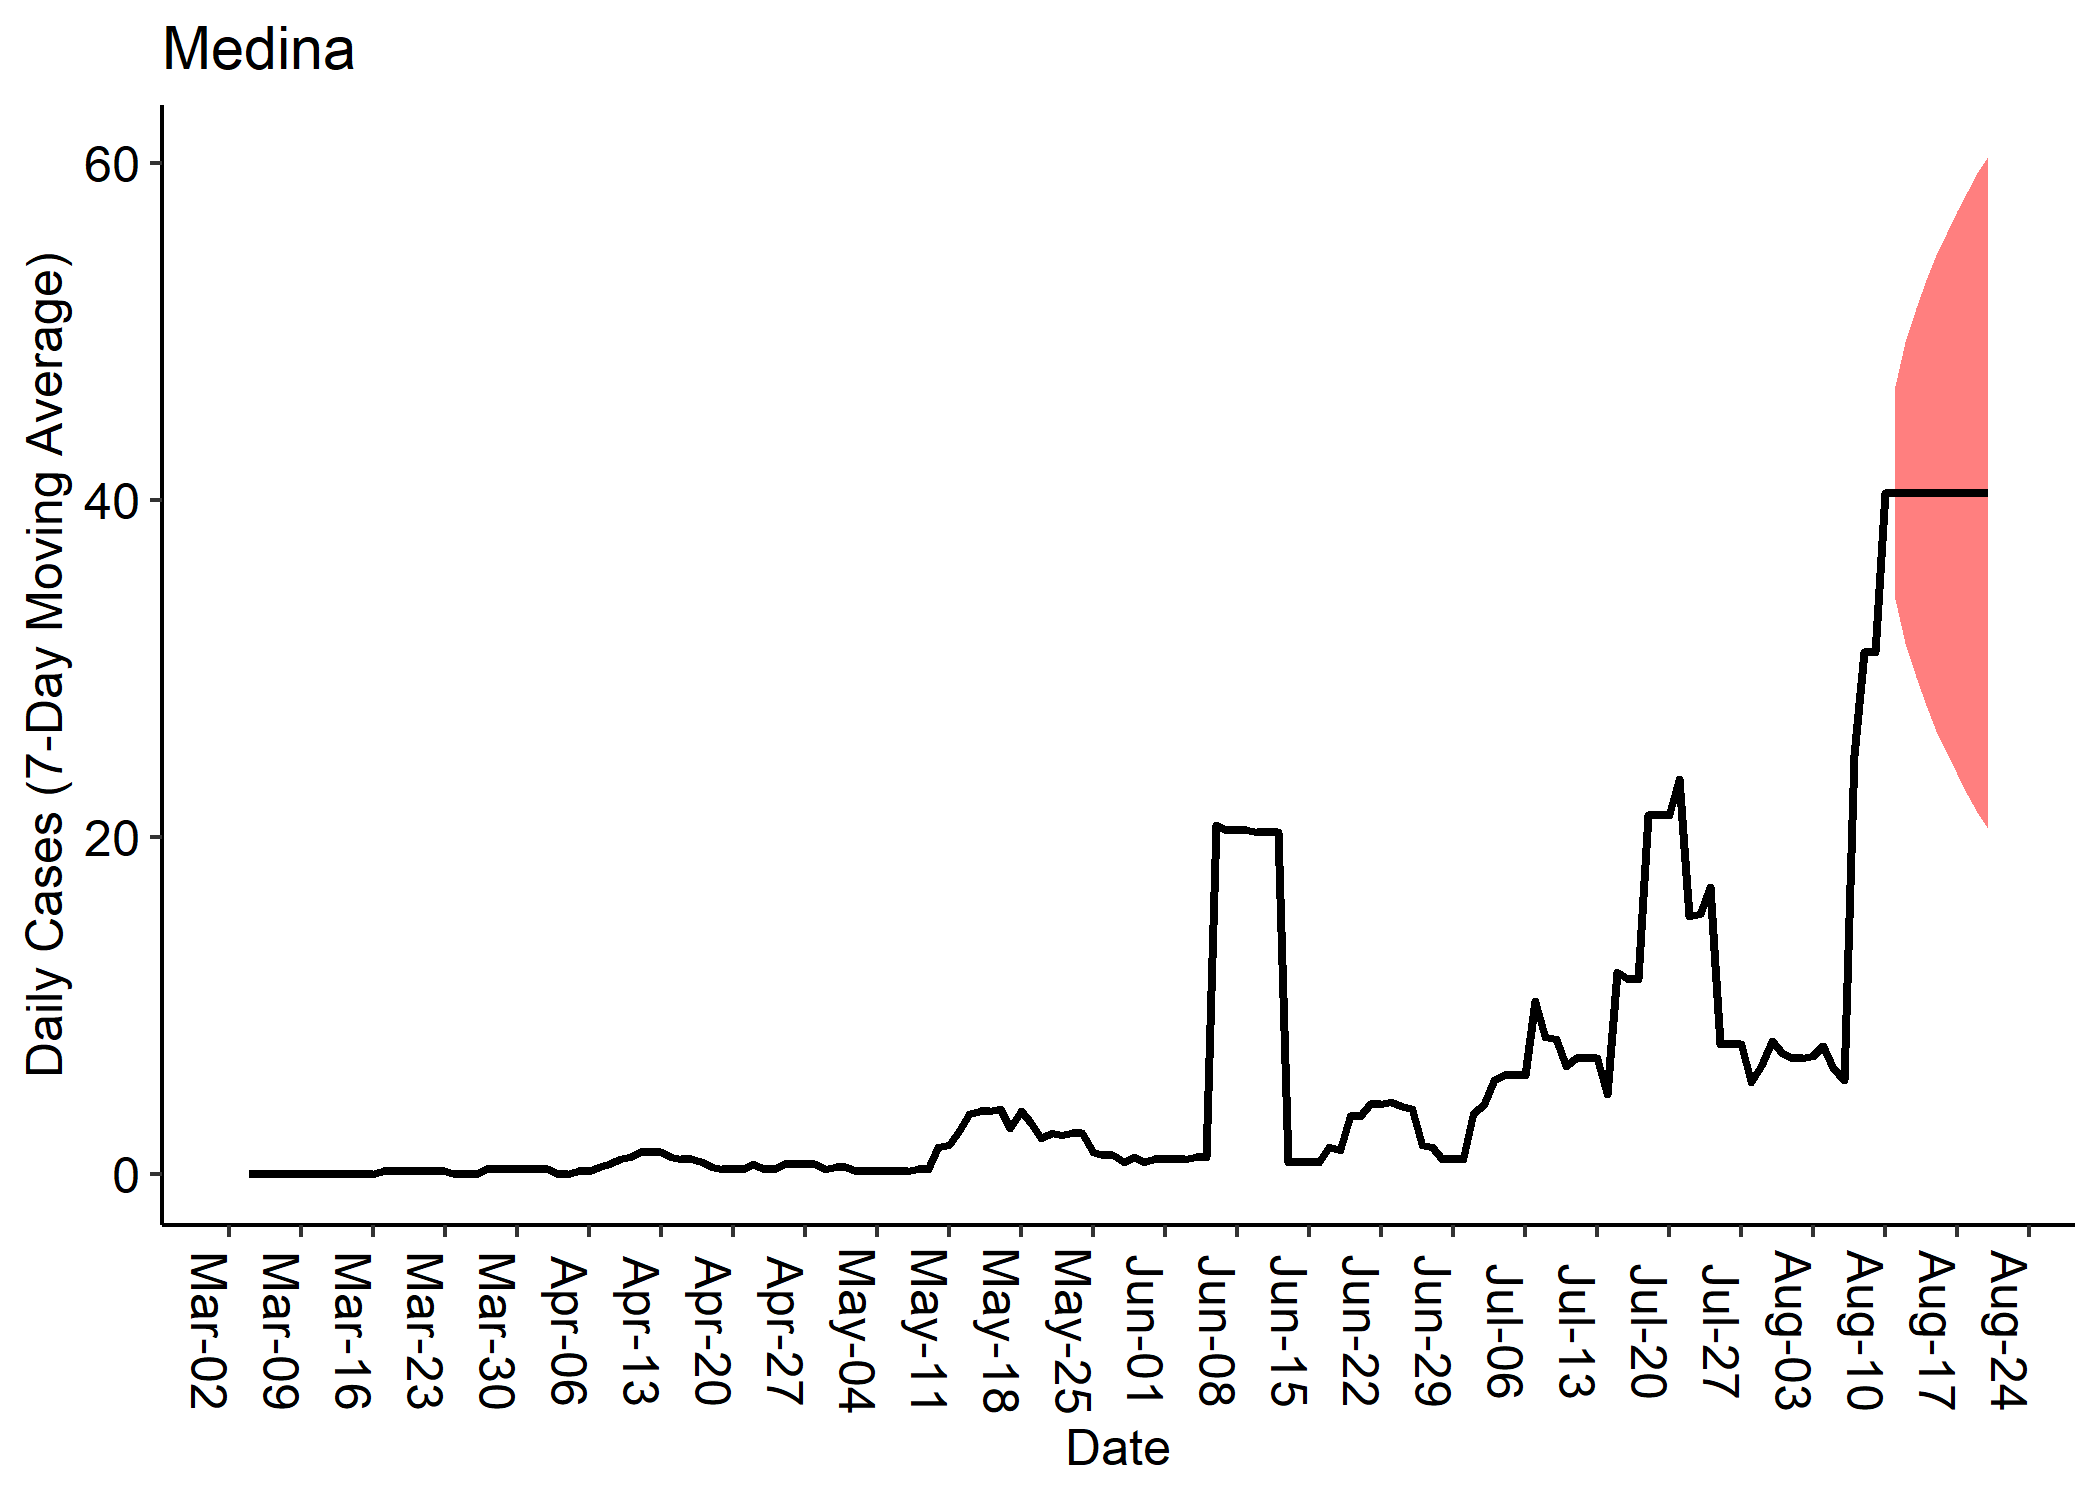 Medina
Daily Cases (7-Day Moving Average)
60
40
20
0
Mar-02
Mar-09
Mar-16
Mar-23
Mar-30
Apr-06
Apr-13
Apr-20
Apr-27
May-04
May-11
May-18
May-25
Jun-01
Jun-08
Jun-15
Jun-22
Jun-29
Jul-06
Jul-13
Jul-20
Jul-27
Aug-03
Aug-10
Aug-17
Aug-24
Date